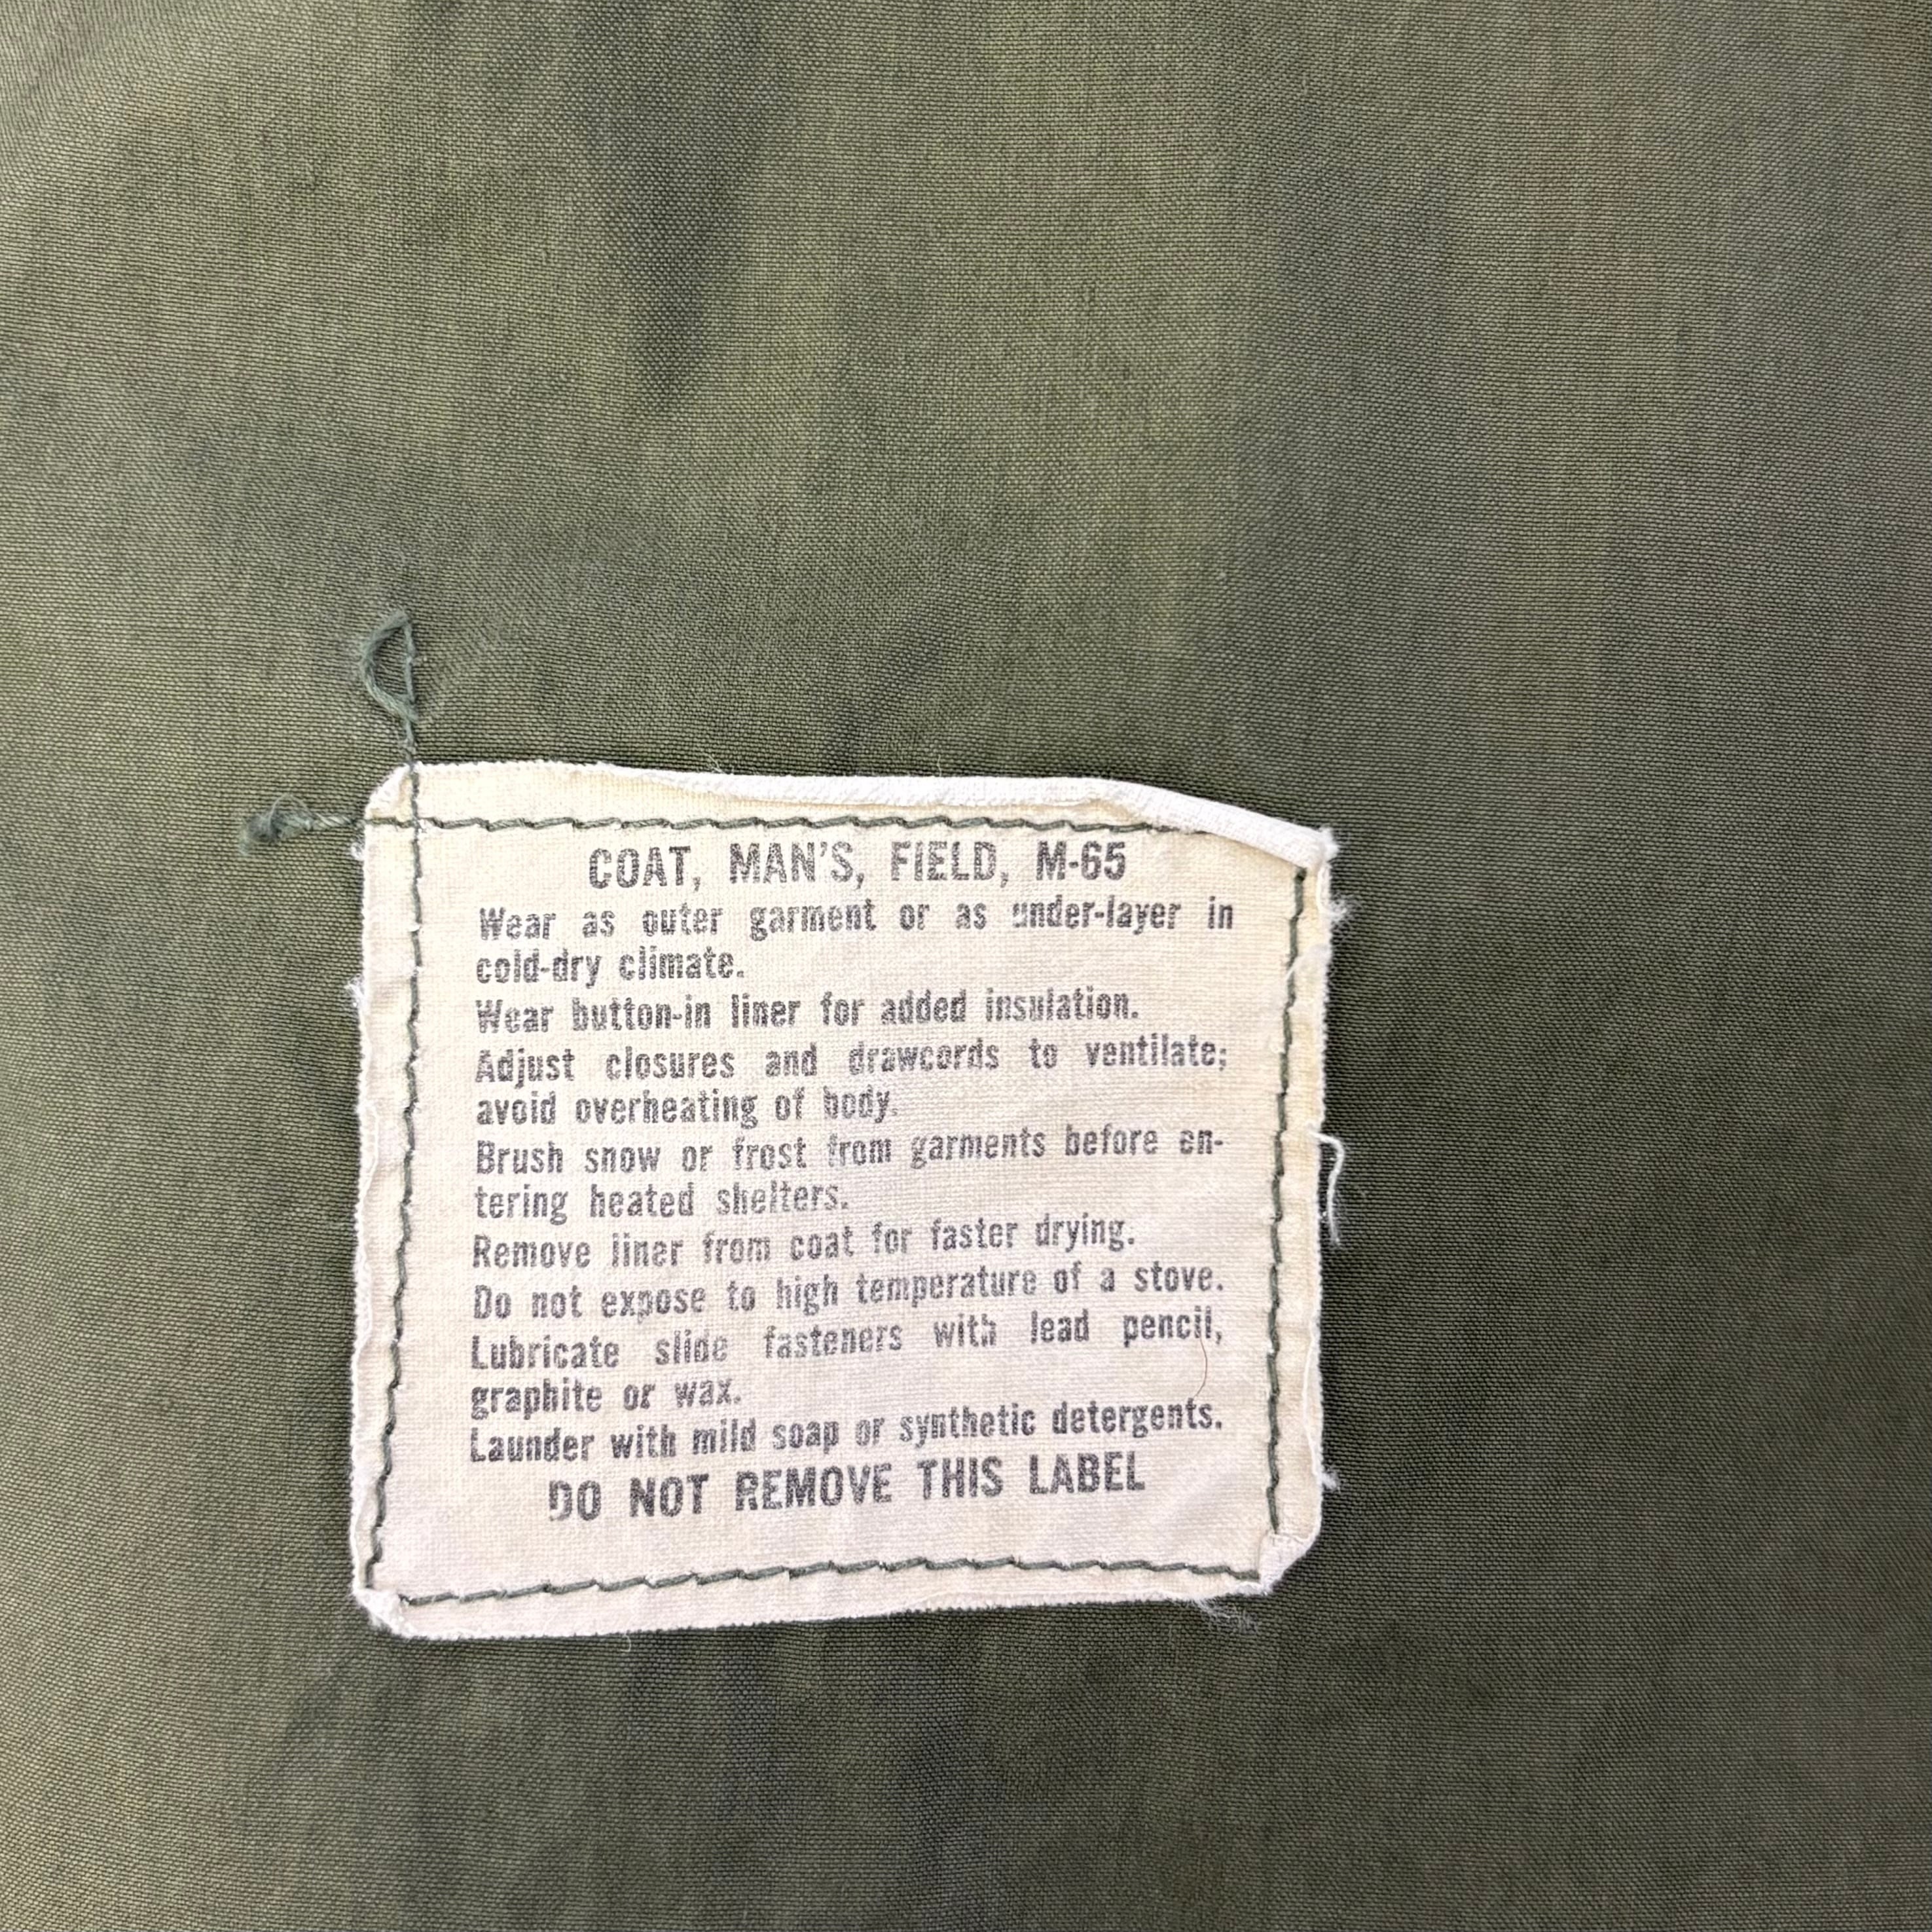 COAT, MAN'S, FIELD, M-65
Wear as outer garment or as under-layer in
cold-dry climate.
Wear button-in liner for added insulation.
Adjust closures and drawcords to ventilate;
avoid overheating of body.
Brush snow or frost from garments before en-
tering heated shelters.
Remove liner from coat for faster drying.
Do not expose to high temperature of a stove.
Lubricate slide fasteners with lead pencil,
graphite or wax.
Launder with mild soap or synthetic detergents.
DO NOT REMOVE THIS LABEL